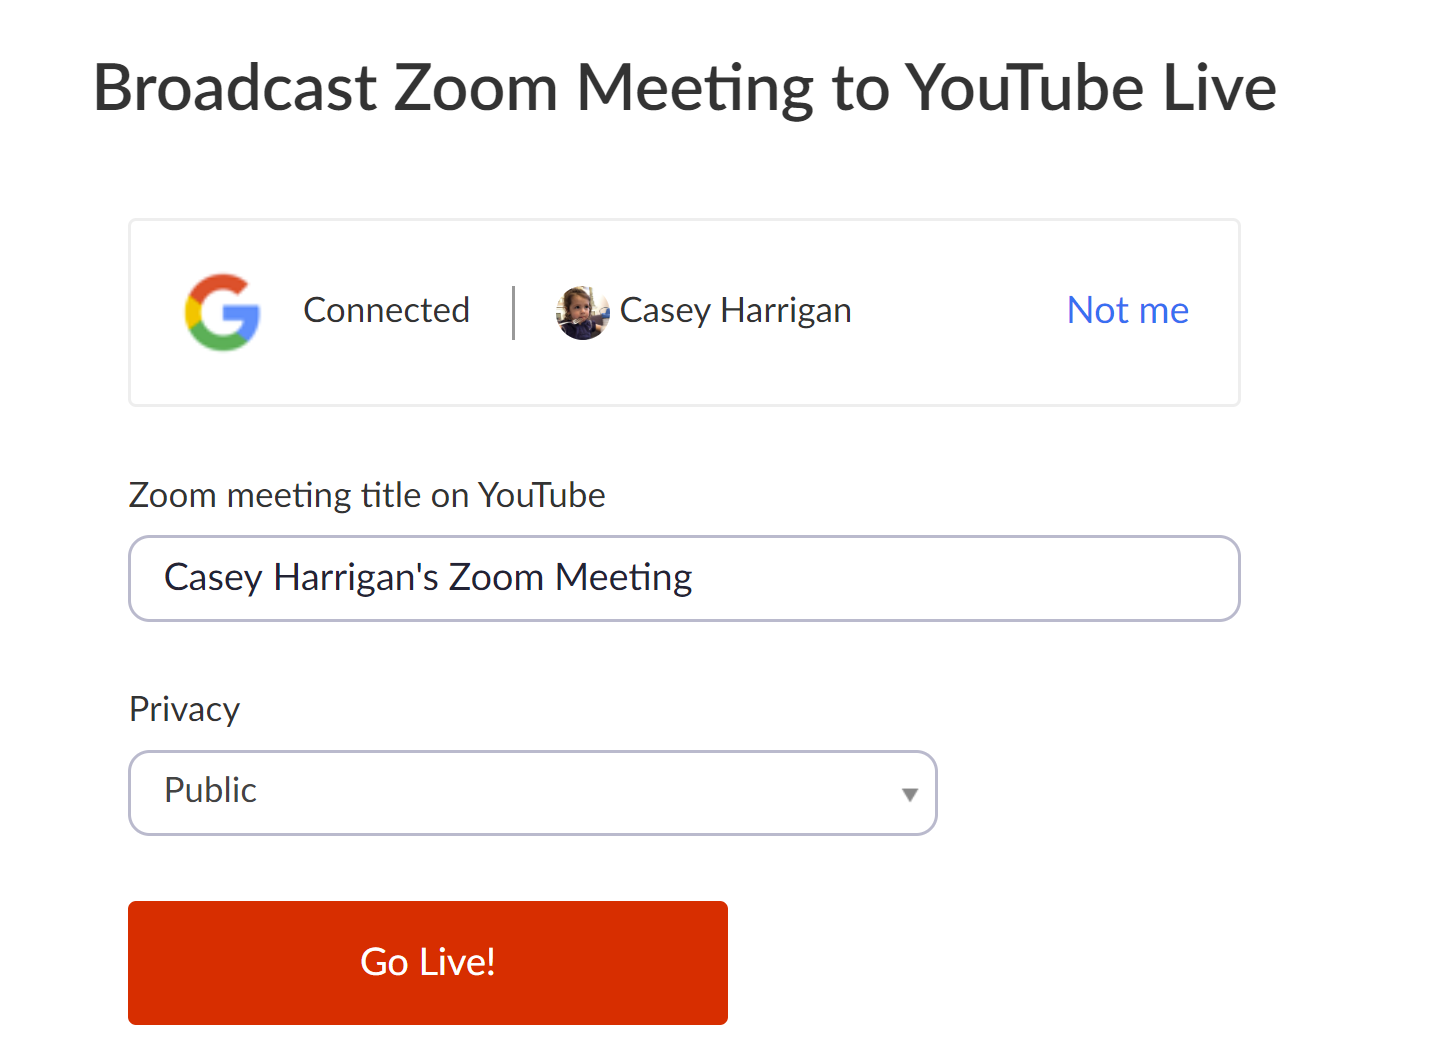 Broadcast Zoom Meeting to YouTube Live
Connected
Casey Harrigan
Not me
Zoom meeting title on YouTube
Casey Harrigan's Zoom Meeting
Privacy
Public
Go Live!